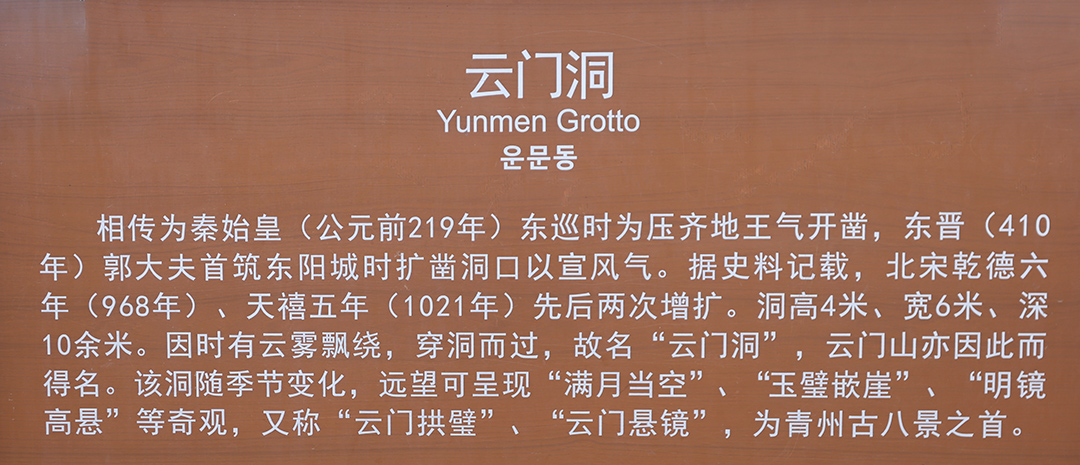 云门洞
Yunmen Grotto
운문동
相传为秦始皇（公元前219年）东巡时为压齐地王气开凿，东晋（410
年）郭大夫首筑东阳城时扩凿洞口以宣风气。据史料记载，北宋乾德六
年（968年）、天禧五年（1021年）先后两次增扩。洞高4米、宽6米、深
10余米。因时有云雾飘绕，穿洞而过，故名“云门洞”，云门山亦因此而
得名。该洞随季节变化，远望可呈现“满月当空”、“玉璧嵌崖”、“明镜
高悬”等奇观，又称“云门拱璧”、“云门悬镜”，为青州古八景之首。